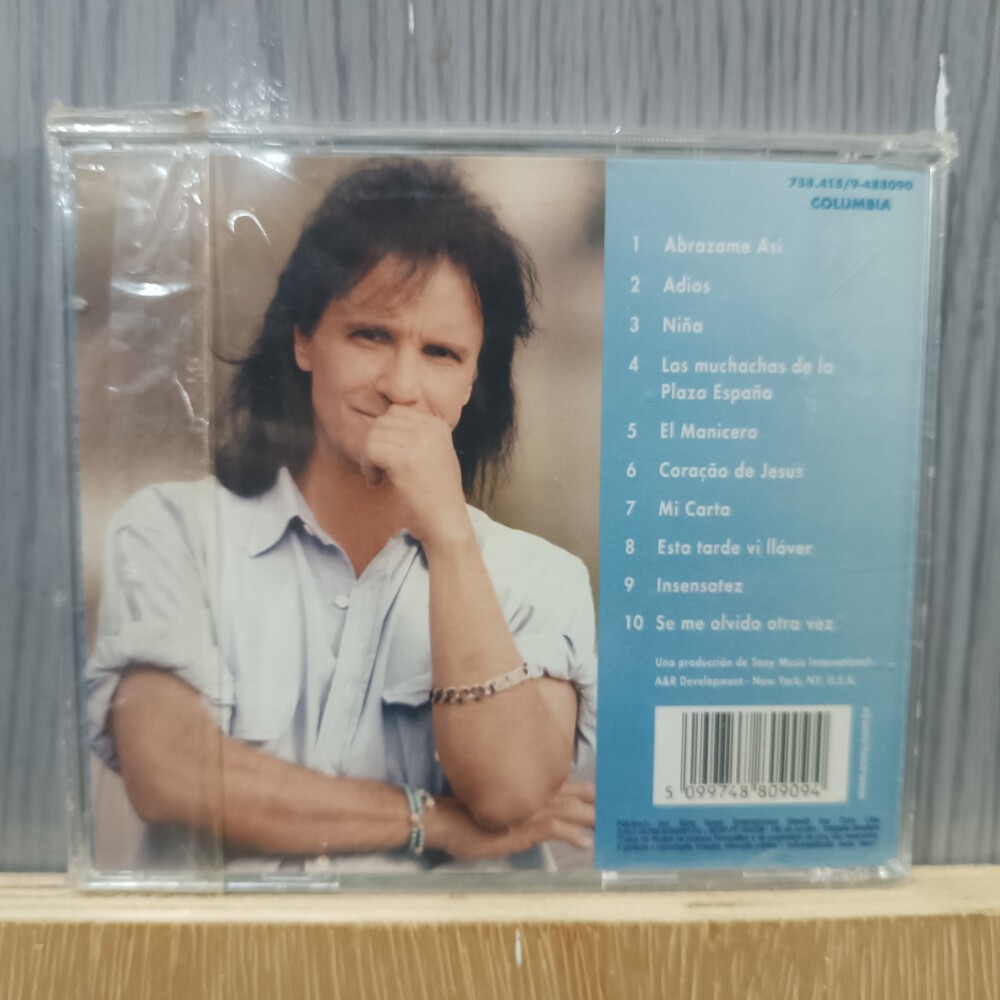 738.415/9-488090
COLUMBIA
1 Abrazame Asi
2 Adios
3 Niña
4 Las muchachas de la
Plaza España
5 El Manicero
6 Coração de Jesus
7 Mi Carta
8 Esta tarde vi lláver
9 Insensatez
10 Se me olvido otra vez
Una producción de Sony Music International-
A&R Development - New York, NY, U.S.A.
5 099748 809094